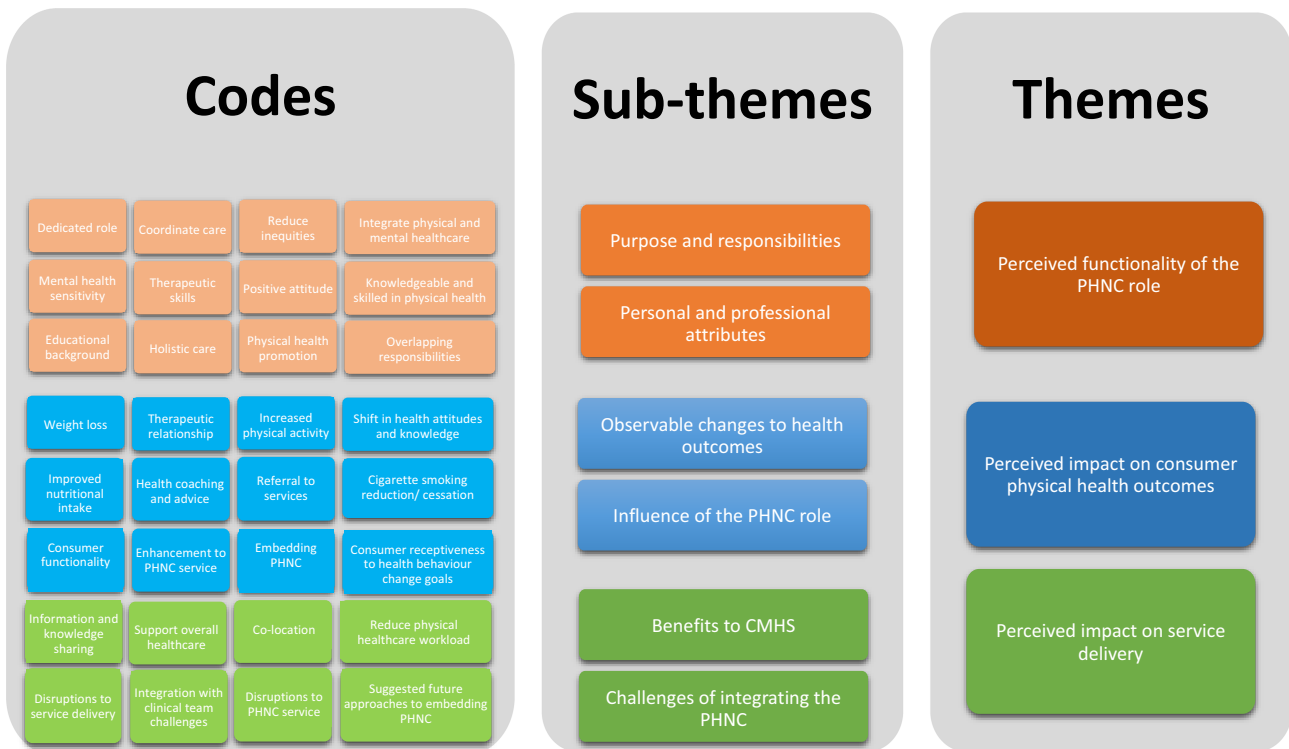 Codes
Dedicated role
Coordinate care
Reduce
inequities
Integrate physical and
mental healthcare
Mental health
sensitivity
Therapeutic
skills
Positive attitude
Knowledgeable and
skilled in physical health
Educational
background
Holistic care
Physical health
promotion
Overlapping
responsibilities
Weight loss
Therapeutic
relationship
Increased
physical activity
Shift in health attitudes
and knowledge
Improved
nutritional
intake
Health coaching
and advice
Referral to
services
Cigarette smoking
reduction/ cessation
Consumer
functionality
Enhancement to
PHNC service
Embedding
PHNC
Consumer receptiveness
to health behaviour
change goals
Information and
knowledge
sharing
Support overall
healthcare
Co-location
Reduce physical
healthcare workload
Disruptions to
service delivery
Integration with
clinical team
challenges
Disruptions to
PHNC service
Suggested future
approaches to embedding
PHNC
Sub-themes
Purpose and responsibilities
Personal and professional
attributes
Observable changes to health
outcomes
Influence of the PHNC role
Benefits to CMHS
Challenges of integrating the
PHNC
Themes
Perceived functionality of the
PHNC role
Perceived impact on consumer
physical health outcomes
Perceived impact on service
delivery